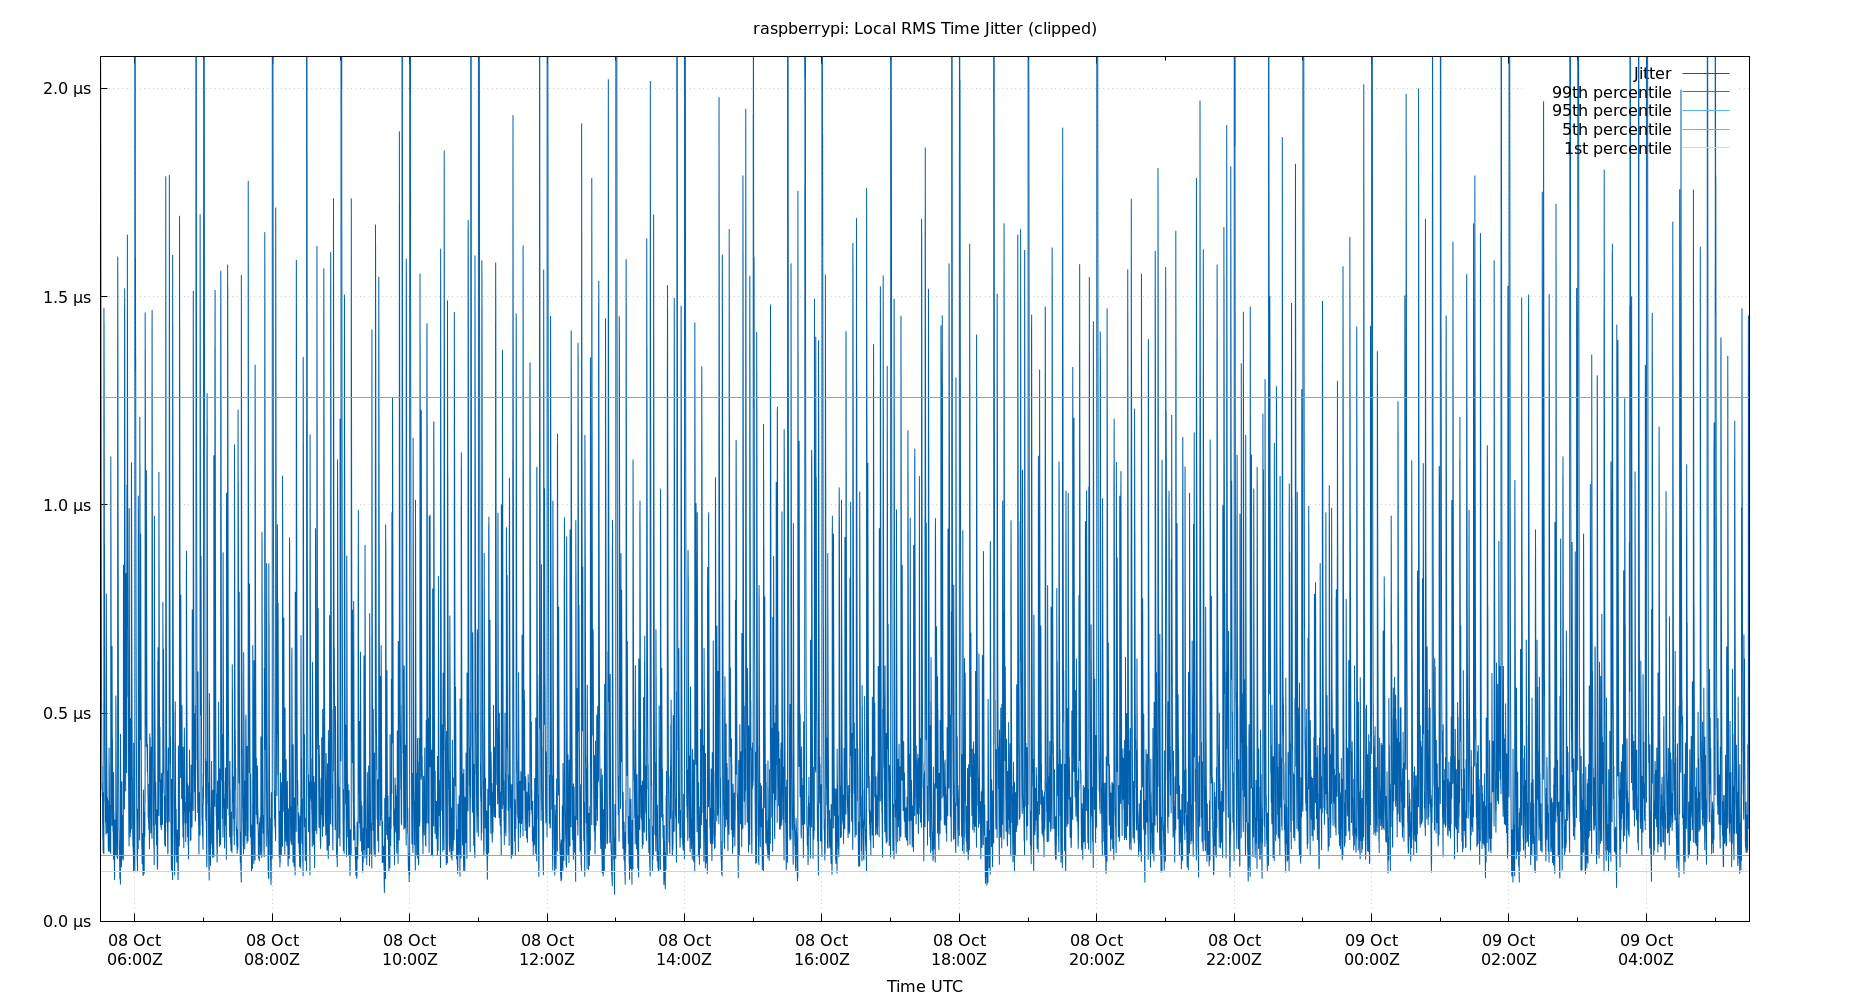 raspberrypi: Local RMS Time Jitter (clipped)
2.0 µs
1.5 µs
1.0 µs
0.5 µs
0.0 µs
Jitter
99th percentile
95th percentile
5th percentile
1st percentile
08 Oct 08 Oct 08 Oct 08 Oct 08 Oct 08 Oct 08 Oct 08 Oct 08 Oct 09 Oct 09 Oct 09 Oct
06:00Z 08:00Z 10:00Z 12:00Z 14:00Z 16:00Z 18:00Z 20:00Z 22:00Z 00:00Z 02:00Z 04:00Z
Time UTC